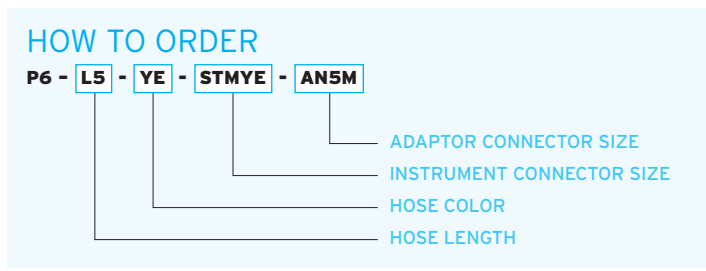 HOW TO ORDER
P6 - L5 - YE - STMYE - AN5M
ADAPTOR CONNECTOR SIZE
INSTRUMENT CONNECTOR SIZE
HOSE COLOR
HOSE LENGTH